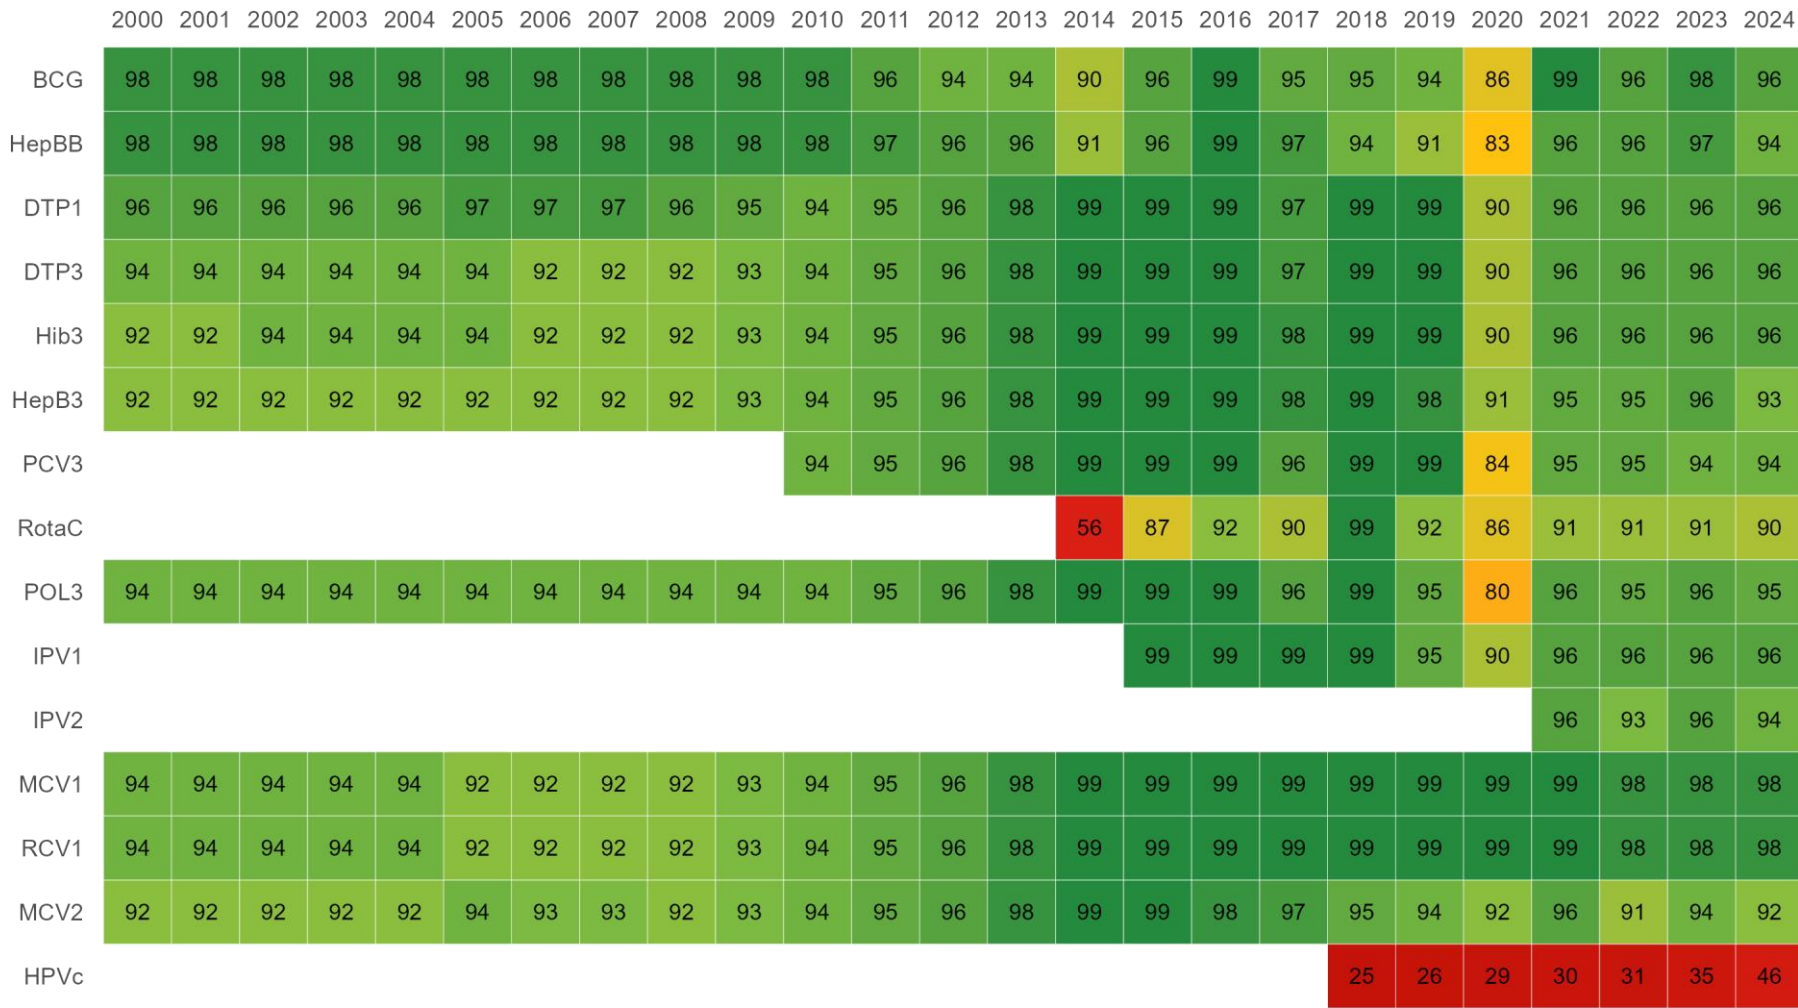 2000 2001 2002 2003 2004 2005 2006 2007 2008 2009 2010 2011 2012 2013 2014 2015 2016 2017 2018 2019 2020 2021 2022 2023 2024
BCG 98 98 98 98 98 98 98 98 98 98 98 96 94 94 90 96 99 95 95 94 86 99 96 98 96
HepBB 98 98 98 98 98 98 98 98 98 98 98 97 96 96 91 96 99 97 94 91 83 96 96 97 94
DTP1 96 96 96 96 96 97 97 97 96 95 94 95 96 98 99 99 99 97 99 99 90 96 96 96 96
DTP3 94 94 94 94 94 94 92 92 92 93 94 95 96 98 99 99 99 97 99 99 90 96 96 96 96
Hib3 92 92 94 94 94 94 92 92 92 93 94 95 96 98 99 99 99 98 99 99 90 96 96 96 96
HepB3 92 92 92 92 92 92 92 92 92 93 94 95 96 98 99 99 99 98 99 98 91 95 95 96 93
PCV3 94 95 96 98 99 99 99 96 99 99 84 95 95 94 94
RotaC 56 87 92 90 99 92 86 91 91 91 90
POL3 94 94 94 94 94 94 94 94 94 94 94 95 96 98 99 99 99 96 99 95 80 96 95 96 95
IPV1 99 99 99 99 95 90 96 96 96 96
IPV2 96 93 96 94
MCV1 94 94 94 94 94 92 92 92 92 93 94 95 96 98 99 99 99 99 99 99 99 99 98 98 98
RCV1 94 94 94 94 94 92 92 92 92 93 94 95 96 98 99 99 99 99 99 99 99 99 98 98 98
MCV2 92 92 92 92 92 94 93 93 92 93 94 95 96 98 99 99 98 97 95 94 92 96 91 94 92
HPVc 25 26 29 30 31 35 46